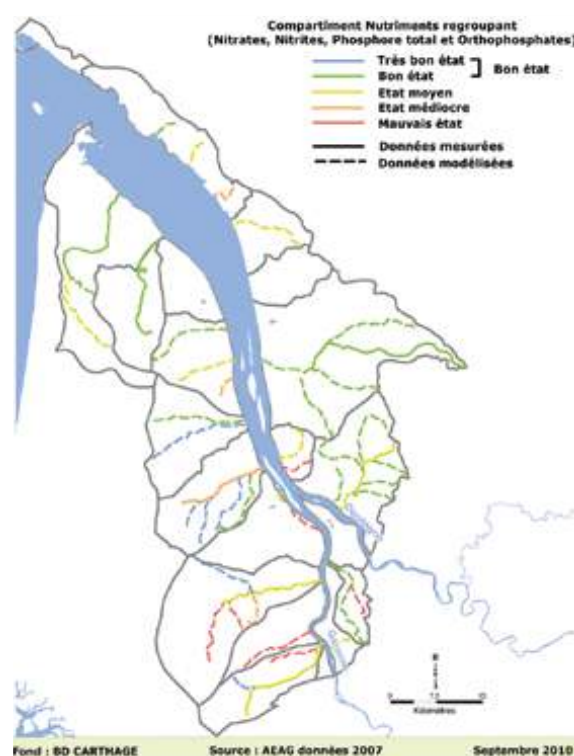 Compartiment Nutriments regroupant
(Nitrates, Nitrites, Phosphore total et Orthophosphates)
Très bon état
Bon état
Bon état
Etat moyen
Etat médiocre
Mauvais état
Données mesurées
Données modélisées
Kilomètres
Fond : BD CARTHAGE Source : AEAG données 2007 Septembre 2010